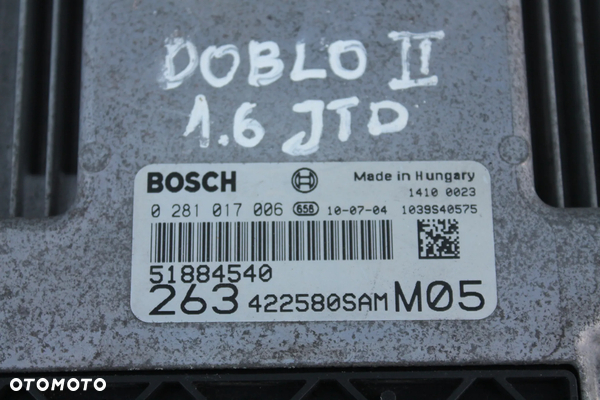 DOBLO II
1.6 JTD
BOSCH Made in Hungary
1410 0023
0 281 017 006 656 10-07-04 1039S40575
51884540
263 422580SAM M05
OTOMOTO